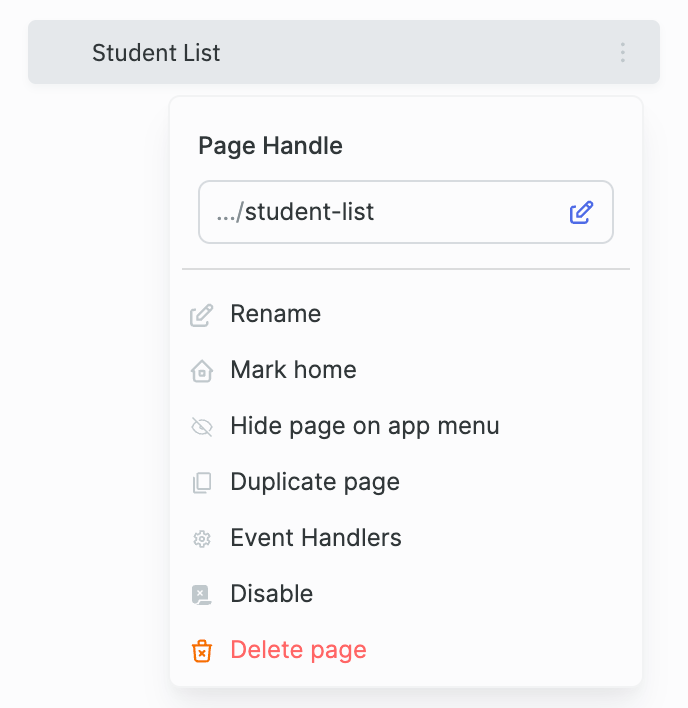 Student List
Page Handle
.../student-list
Rename
Mark home
Hide page on app menu
Duplicate page
Event Handlers
Disable
Delete page